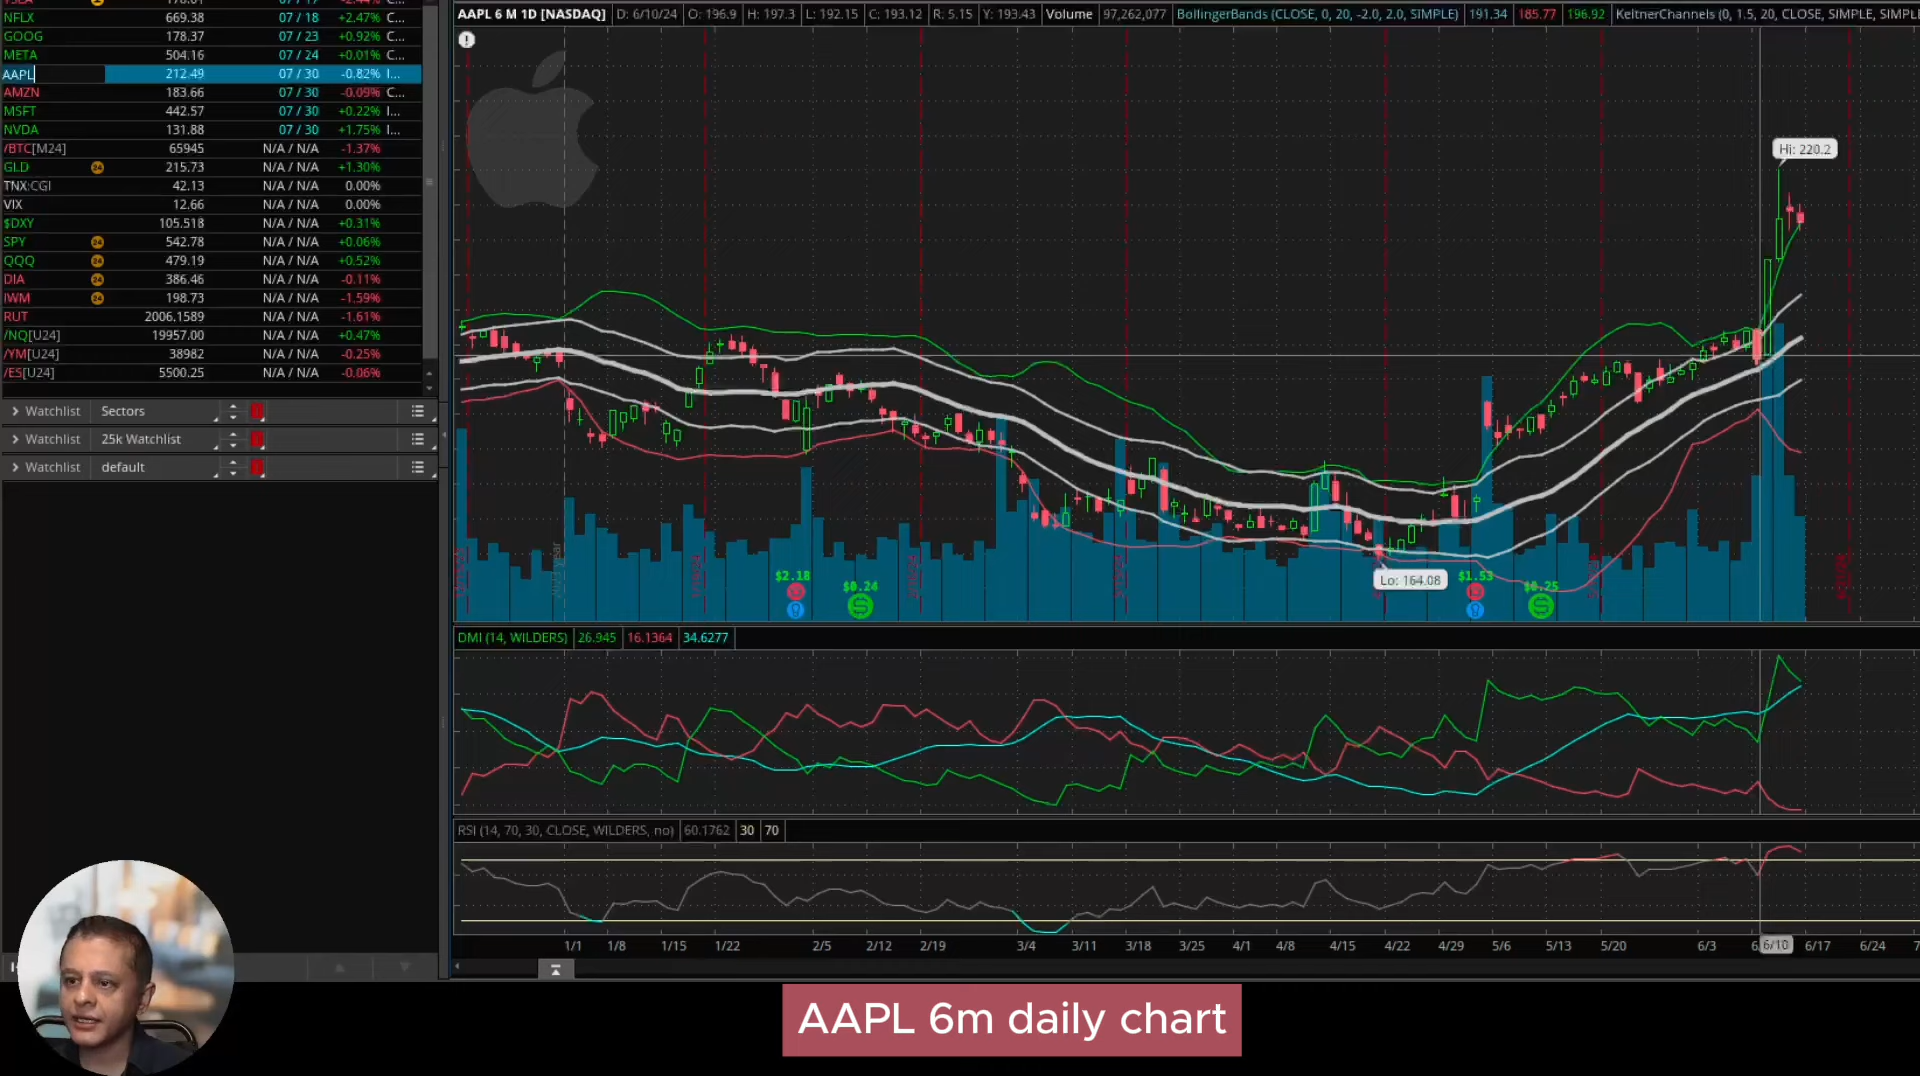 NFLX 669.38 07 / 18 +2.47% C...
GOOG 178.37 07 / 23 +0.92% C...
META 504.16 07 / 24 +0.01% C...
AAPL 212.49 07 / 30 -0.82% I...
AMZN 183.66 07 / 30 -0.09% C...
MSFT 442.57 07 / 30 +0.22% I...
NVDA 131.88 07 / 30 +1.75% I...
/BTC[M24] 65945 N/A / N/A -1.37%
GLD 24 215.73 N/A / N/A +1.30%
TNX:CGI 42.13 N/A / N/A 0.00%
VIX 12.66 N/A / N/A 0.00%
$DXY 105.518 N/A / N/A +0.31%
SPY 24 542.78 N/A / N/A +0.06%
QQQ 24 479.19 N/A / N/A +0.52%
DIA 24 386.46 N/A / N/A -0.11%
IWM 24 198.73 N/A / N/A -1.59%
RUT 2006.1589 N/A / N/A -1.61%
/NQ[U24] 19957.00 N/A / N/A +0.47%
/YM[U24] 38982 N/A / N/A -0.25%
/ES[U24] 5500.25 N/A / N/A -0.06%
Watchlist Sectors
Watchlist 25k Watchlist
Watchlist default
AAPL 6 M 1D [NASDAQ] D: 6/10/24 O: 196.9 H: 197.3 L: 192.15 C: 193.12 R: 5.15 Y: 193.43 Volume 97,262,077 BollingerBands (CLOSE, 0, 20, -2.0, 2.0, SIMPLE) 191.34 185.77 196.92 KeltnerChannels (0, 1.5, 20, CLOSE, SIMPLE, SIMPL
Hi: 220.2
Lo: 164.08
$2.18
$0.24
$1.53
$0.25
DMI (14, WILDERS) 26.945 16.1364 34.6277
RSI (14, 70, 30, CLOSE, WILDERS, no) 60.1762 30 70
1/1 1/8 1/15 1/22 2/5 2/12 2/19 3/4 3/11 3/18 3/25 4/1 4/8 4/15 4/22 4/29 5/6 5/13 5/20 6/3 6/10 6/17 6/24
AAPL 6m daily chart